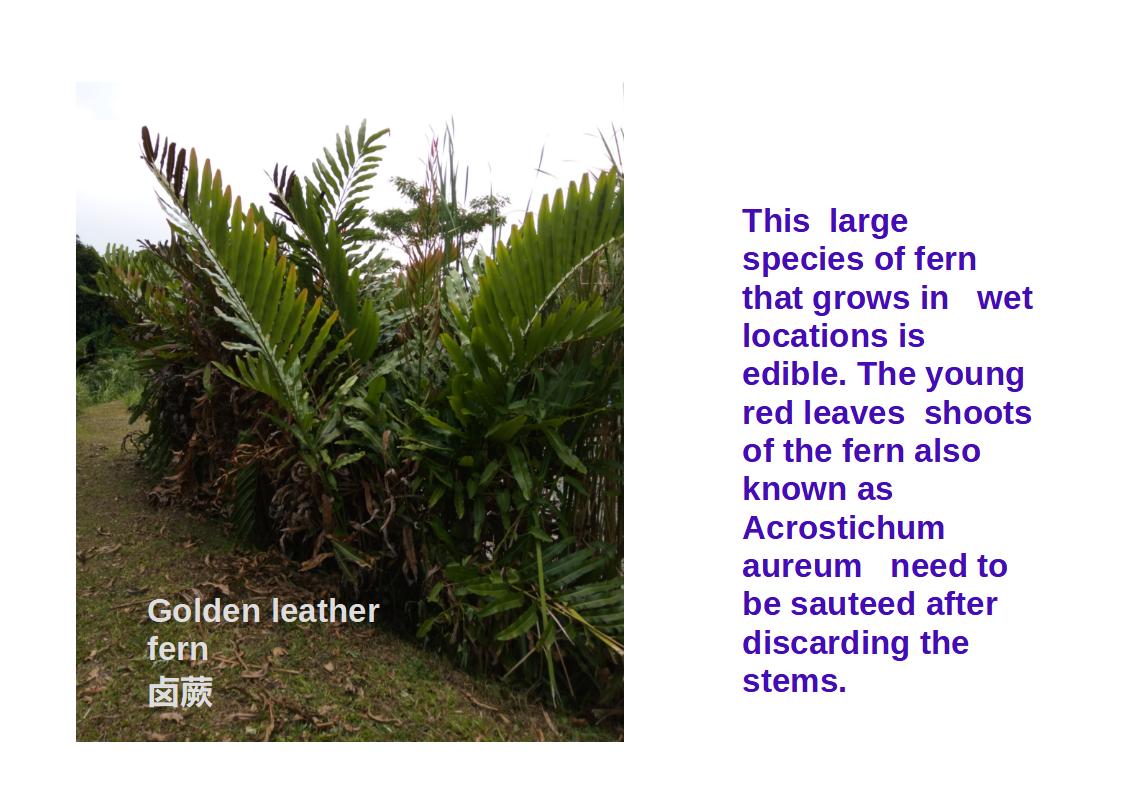 Golden leather
fern
卤蕨
This large
species of fern
that grows in wet
locations is
edible. The young
red leaves shoots
of the fern also
known as
Acrostichum
aureum need to
be sauteed after
discarding the
stems.